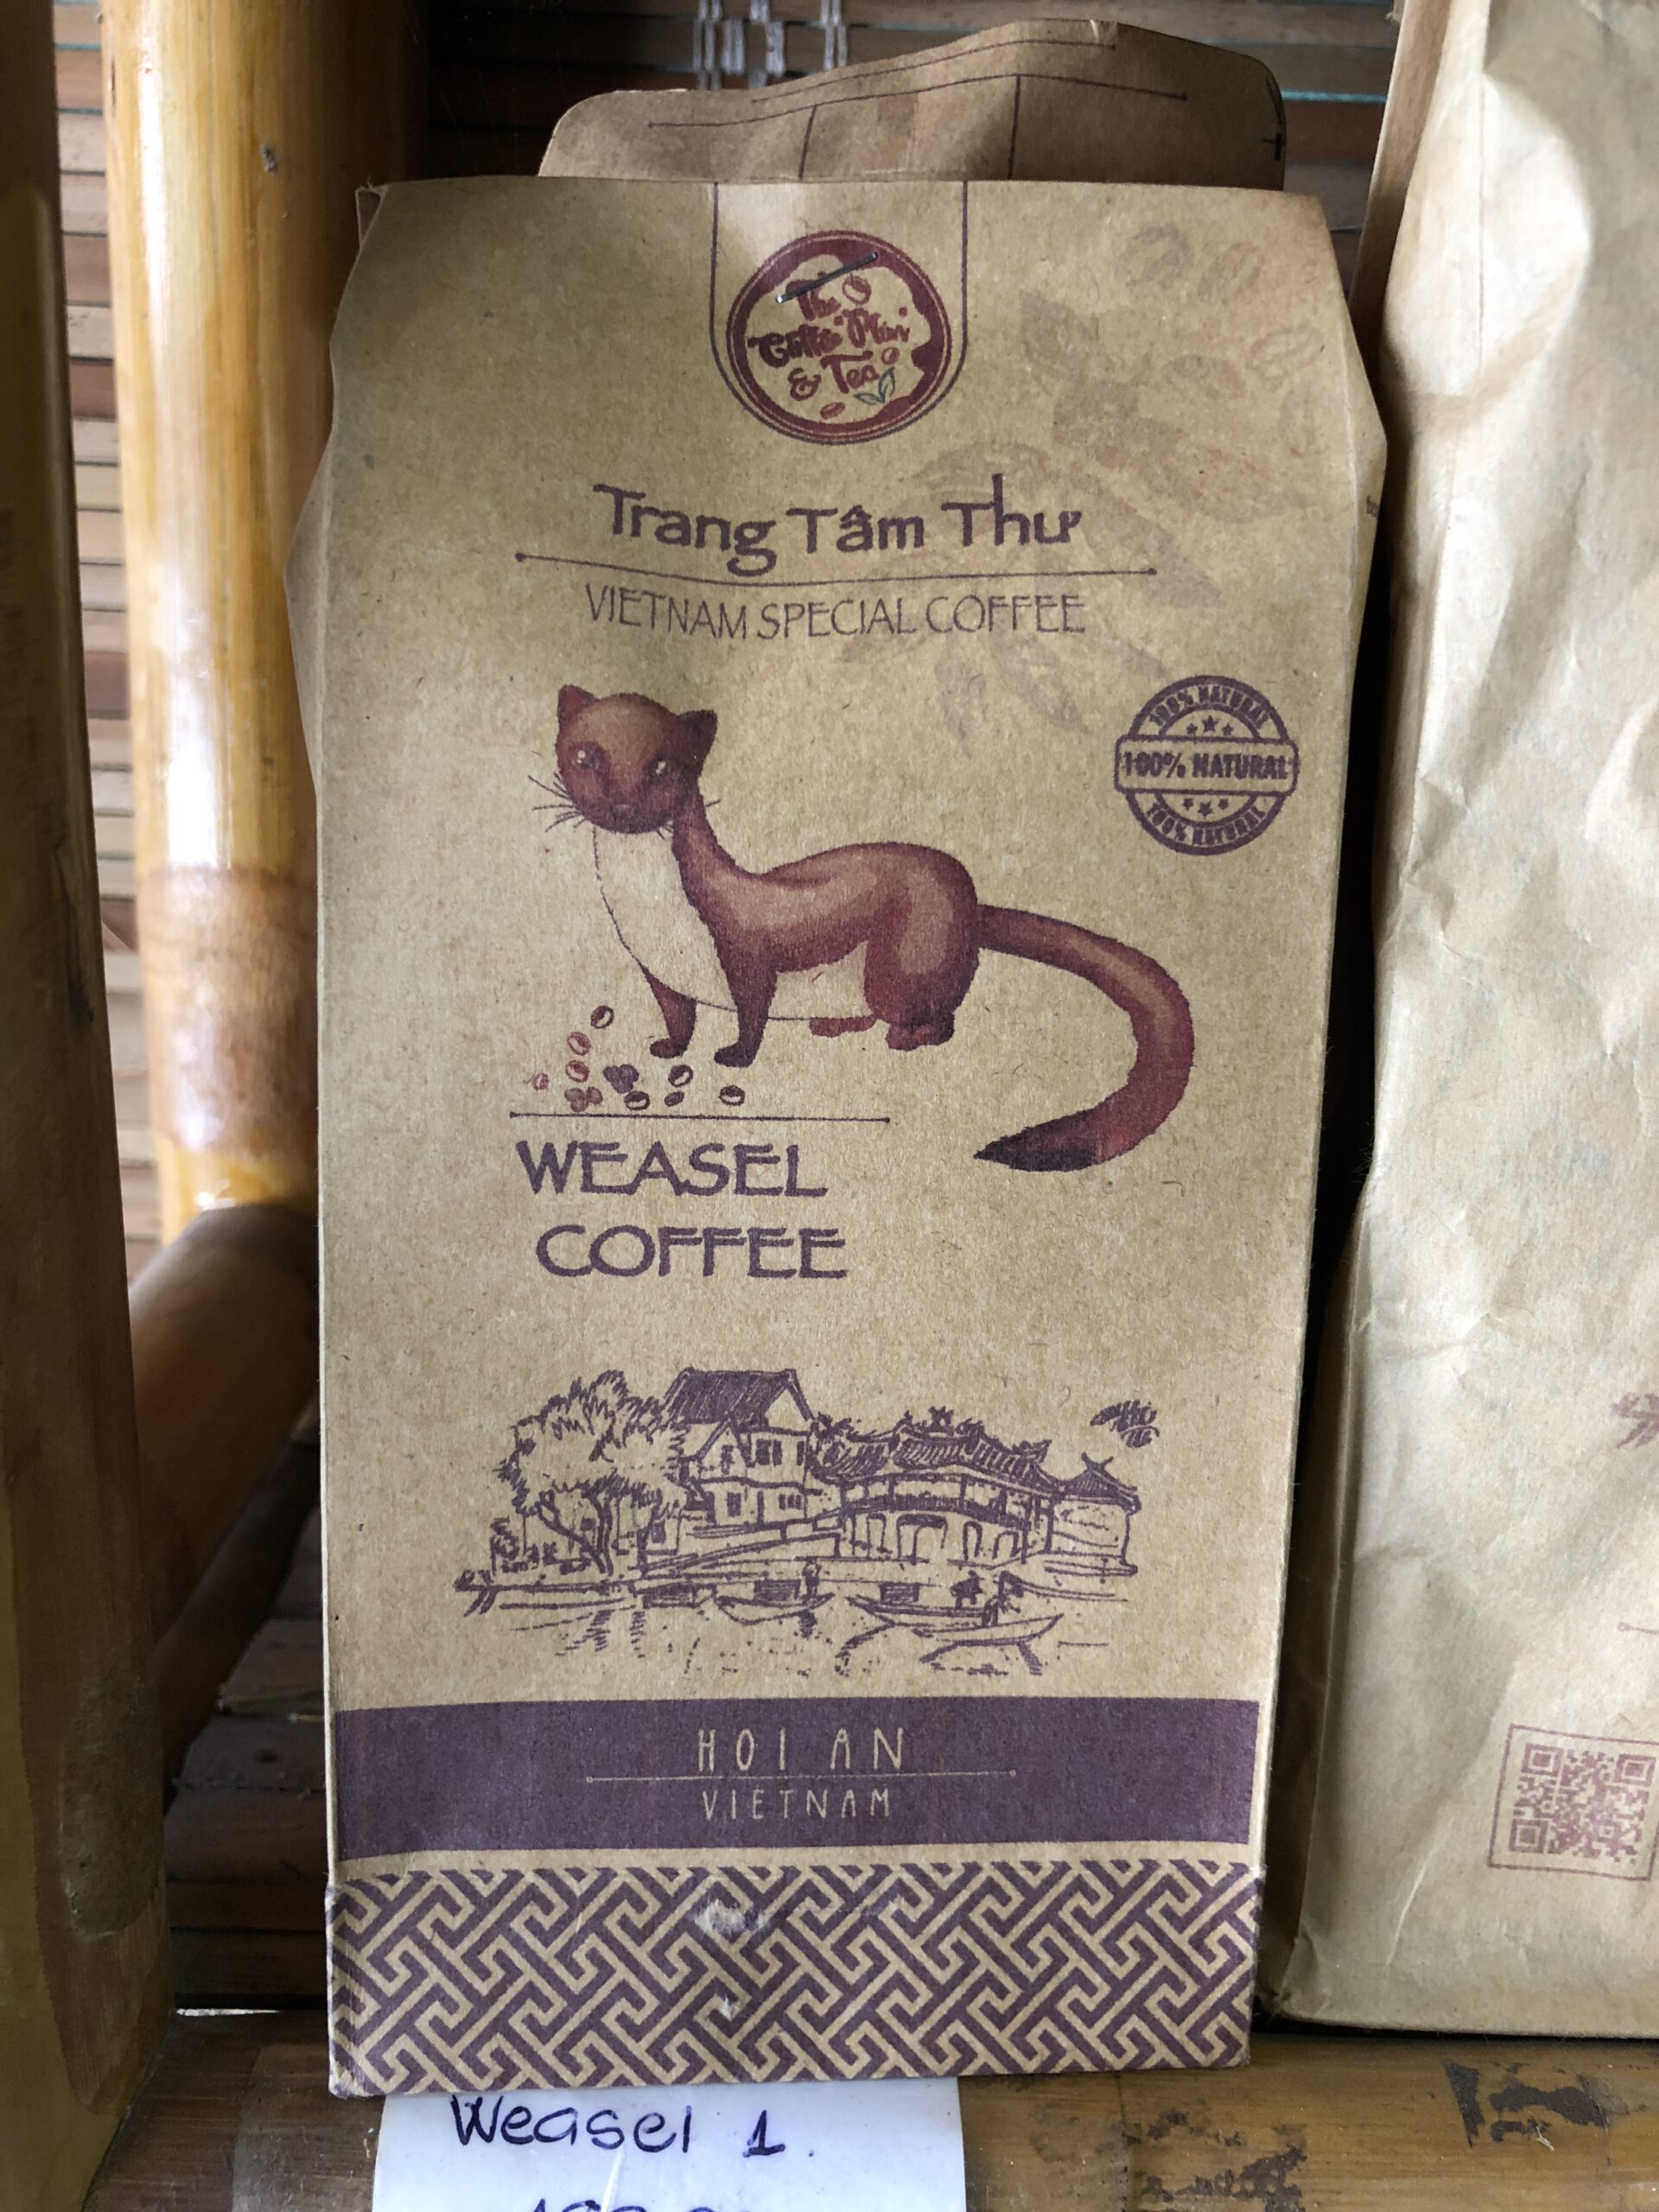 The
Coffee "Phin"
& Tea
Trang Tâm Thư
VIETNAM SPECIAL COFFEE
100% NATURAL
100% NATURAL
100% NATURAL
WEASEL
COFFEE
HOI AN
VIETNAM
Weasel 1.